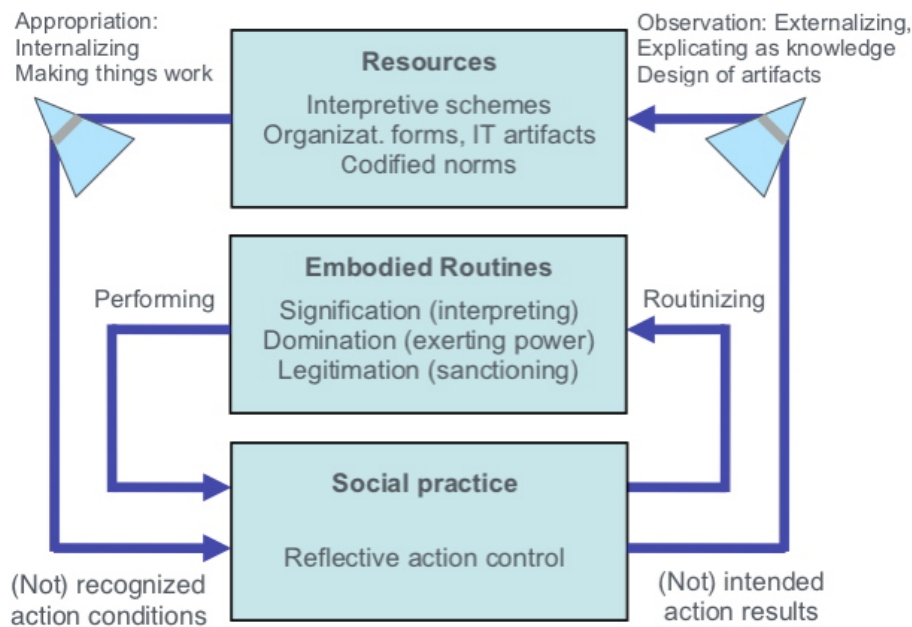 Appropriation:
Internalizing
Making things work
Observation: Externalizing,
Explicating as knowledge
Design of artifacts
Resources
Interpretive schemes
Organizat. forms, IT artifacts
Codified norms
Performing
Embodied Routines
Signification (interpreting)
Domination (exerting power)
Legitimation (sanctioning)
Routinizing
Social practice
Reflective action control
(Not) recognized
action conditions
(Not) intended
action results